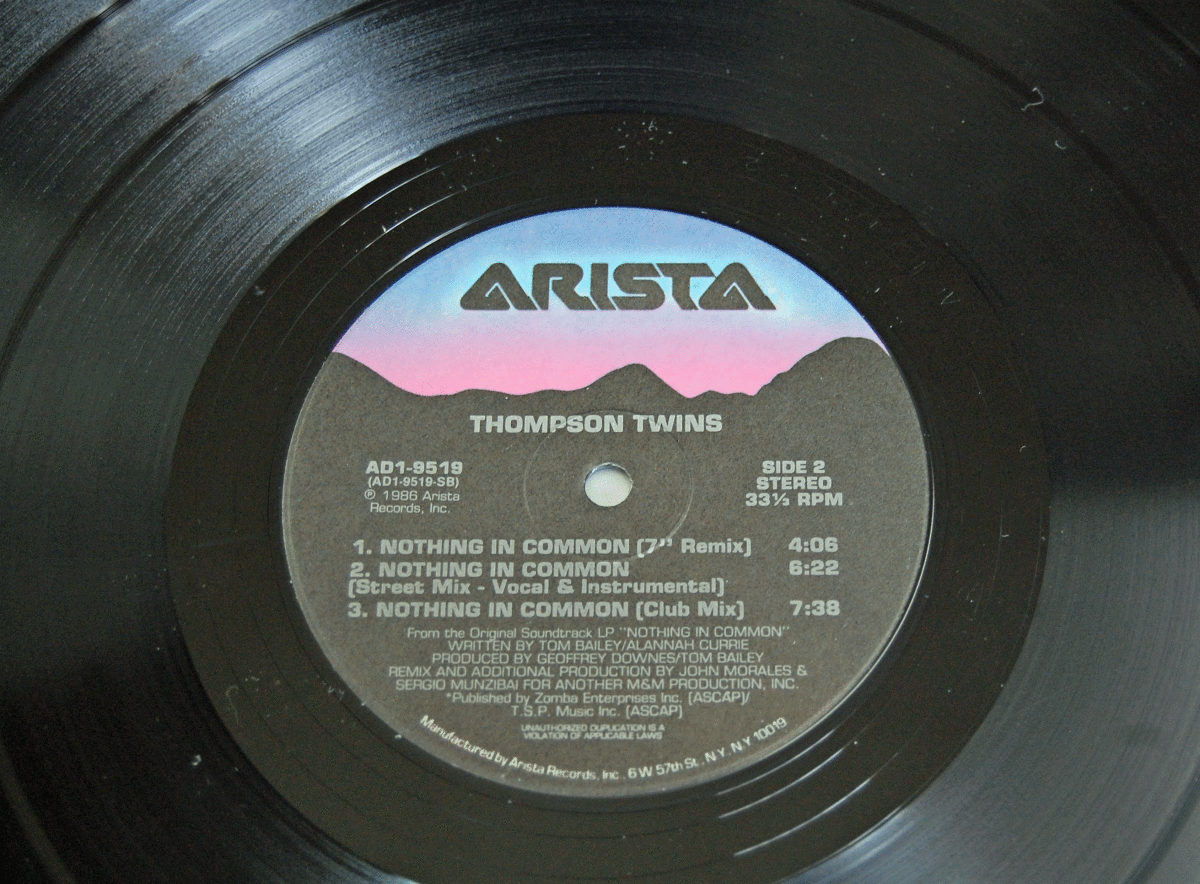 ARISTA
THOMPSON TWINS
AD1-9519
(AD1-9519-SB)
℗ 1986 Arista
Records, Inc.
SIDE 2
STEREO
33⅓ RPM
1. NOTHING IN COMMON (7" Remix) 4:06
2. NOTHING IN COMMON 6:22
(Street Mix - Vocal & Instrumental)
3. NOTHING IN COMMON (Club Mix) 7:38
From the Original Soundtrack LP "NOTHING IN COMMON"
WRITTEN BY TOM BAILEY/ALANNAH CURRIE
PRODUCED BY GEOFFREY DOWNES/TOM BAILEY
REMIX AND ADDITIONAL PRODUCTION BY JOHN MORALES &
SERGIO MUNZIBAI FOR ANOTHER M&M PRODUCTION, INC.
*Published by Zomba Enterprises Inc. (ASCAP)/
T.S.P. Music Inc. (ASCAP)
UNAUTHORIZED DUPLICATION IS A
VIOLATION OF APPLICABLE LAWS
Manufactured by Arista Records, Inc. 6 W 57th St., N.Y. N.Y 10019